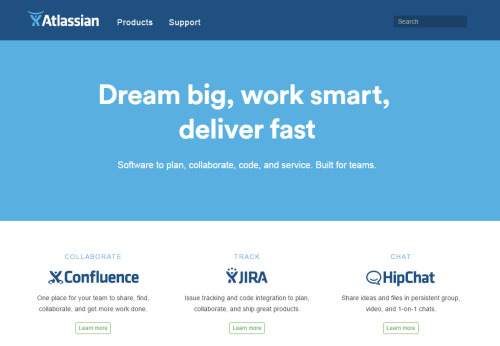 Atlassian Products Support Search
Dream big, work smart,
deliver fast
Software to plan, collaborate, code, and service. Built for teams.
COLLABORATE
Confluence
One place for your team to share, find,
collaborate, and get more work done.
Learn more
TRACK
JIRA
Issue tracking and code integration to plan,
collaborate, and ship great products.
Learn more
CHAT
HipChat
Share ideas and files in persistent group,
video, and 1-on-1 chats.
Learn more